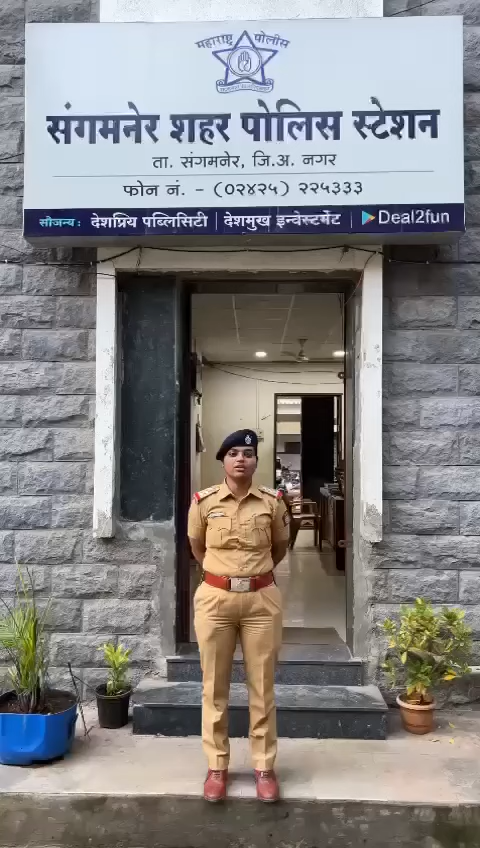 महाराष्ट्र पोलीस
संगमनेर शहर पोलिस स्टेशन
ता. संगमनेर, जि.अ. नगर
फोन नं. - (०२४२५) २२५३३३
सौजन्य: देशप्रिय पब्लिसिटी | देशमुख इन्वेस्टमेंट | Deal2fun